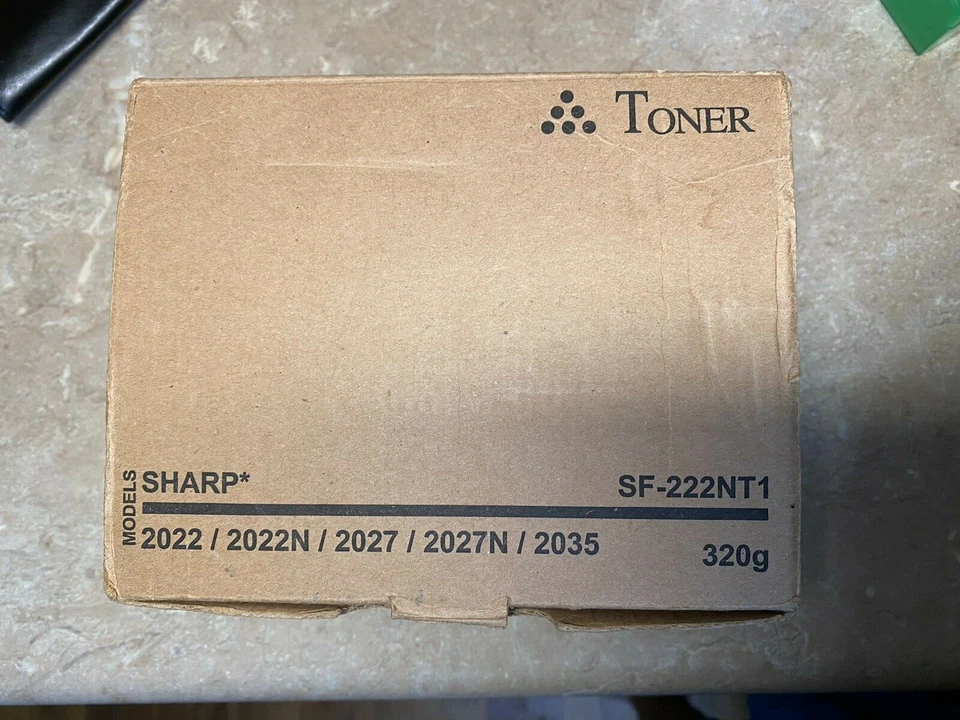 TONER
MODELS
SHARP*
SF-222NT1
2022 / 2022N / 2027 / 2027N / 2035
320g